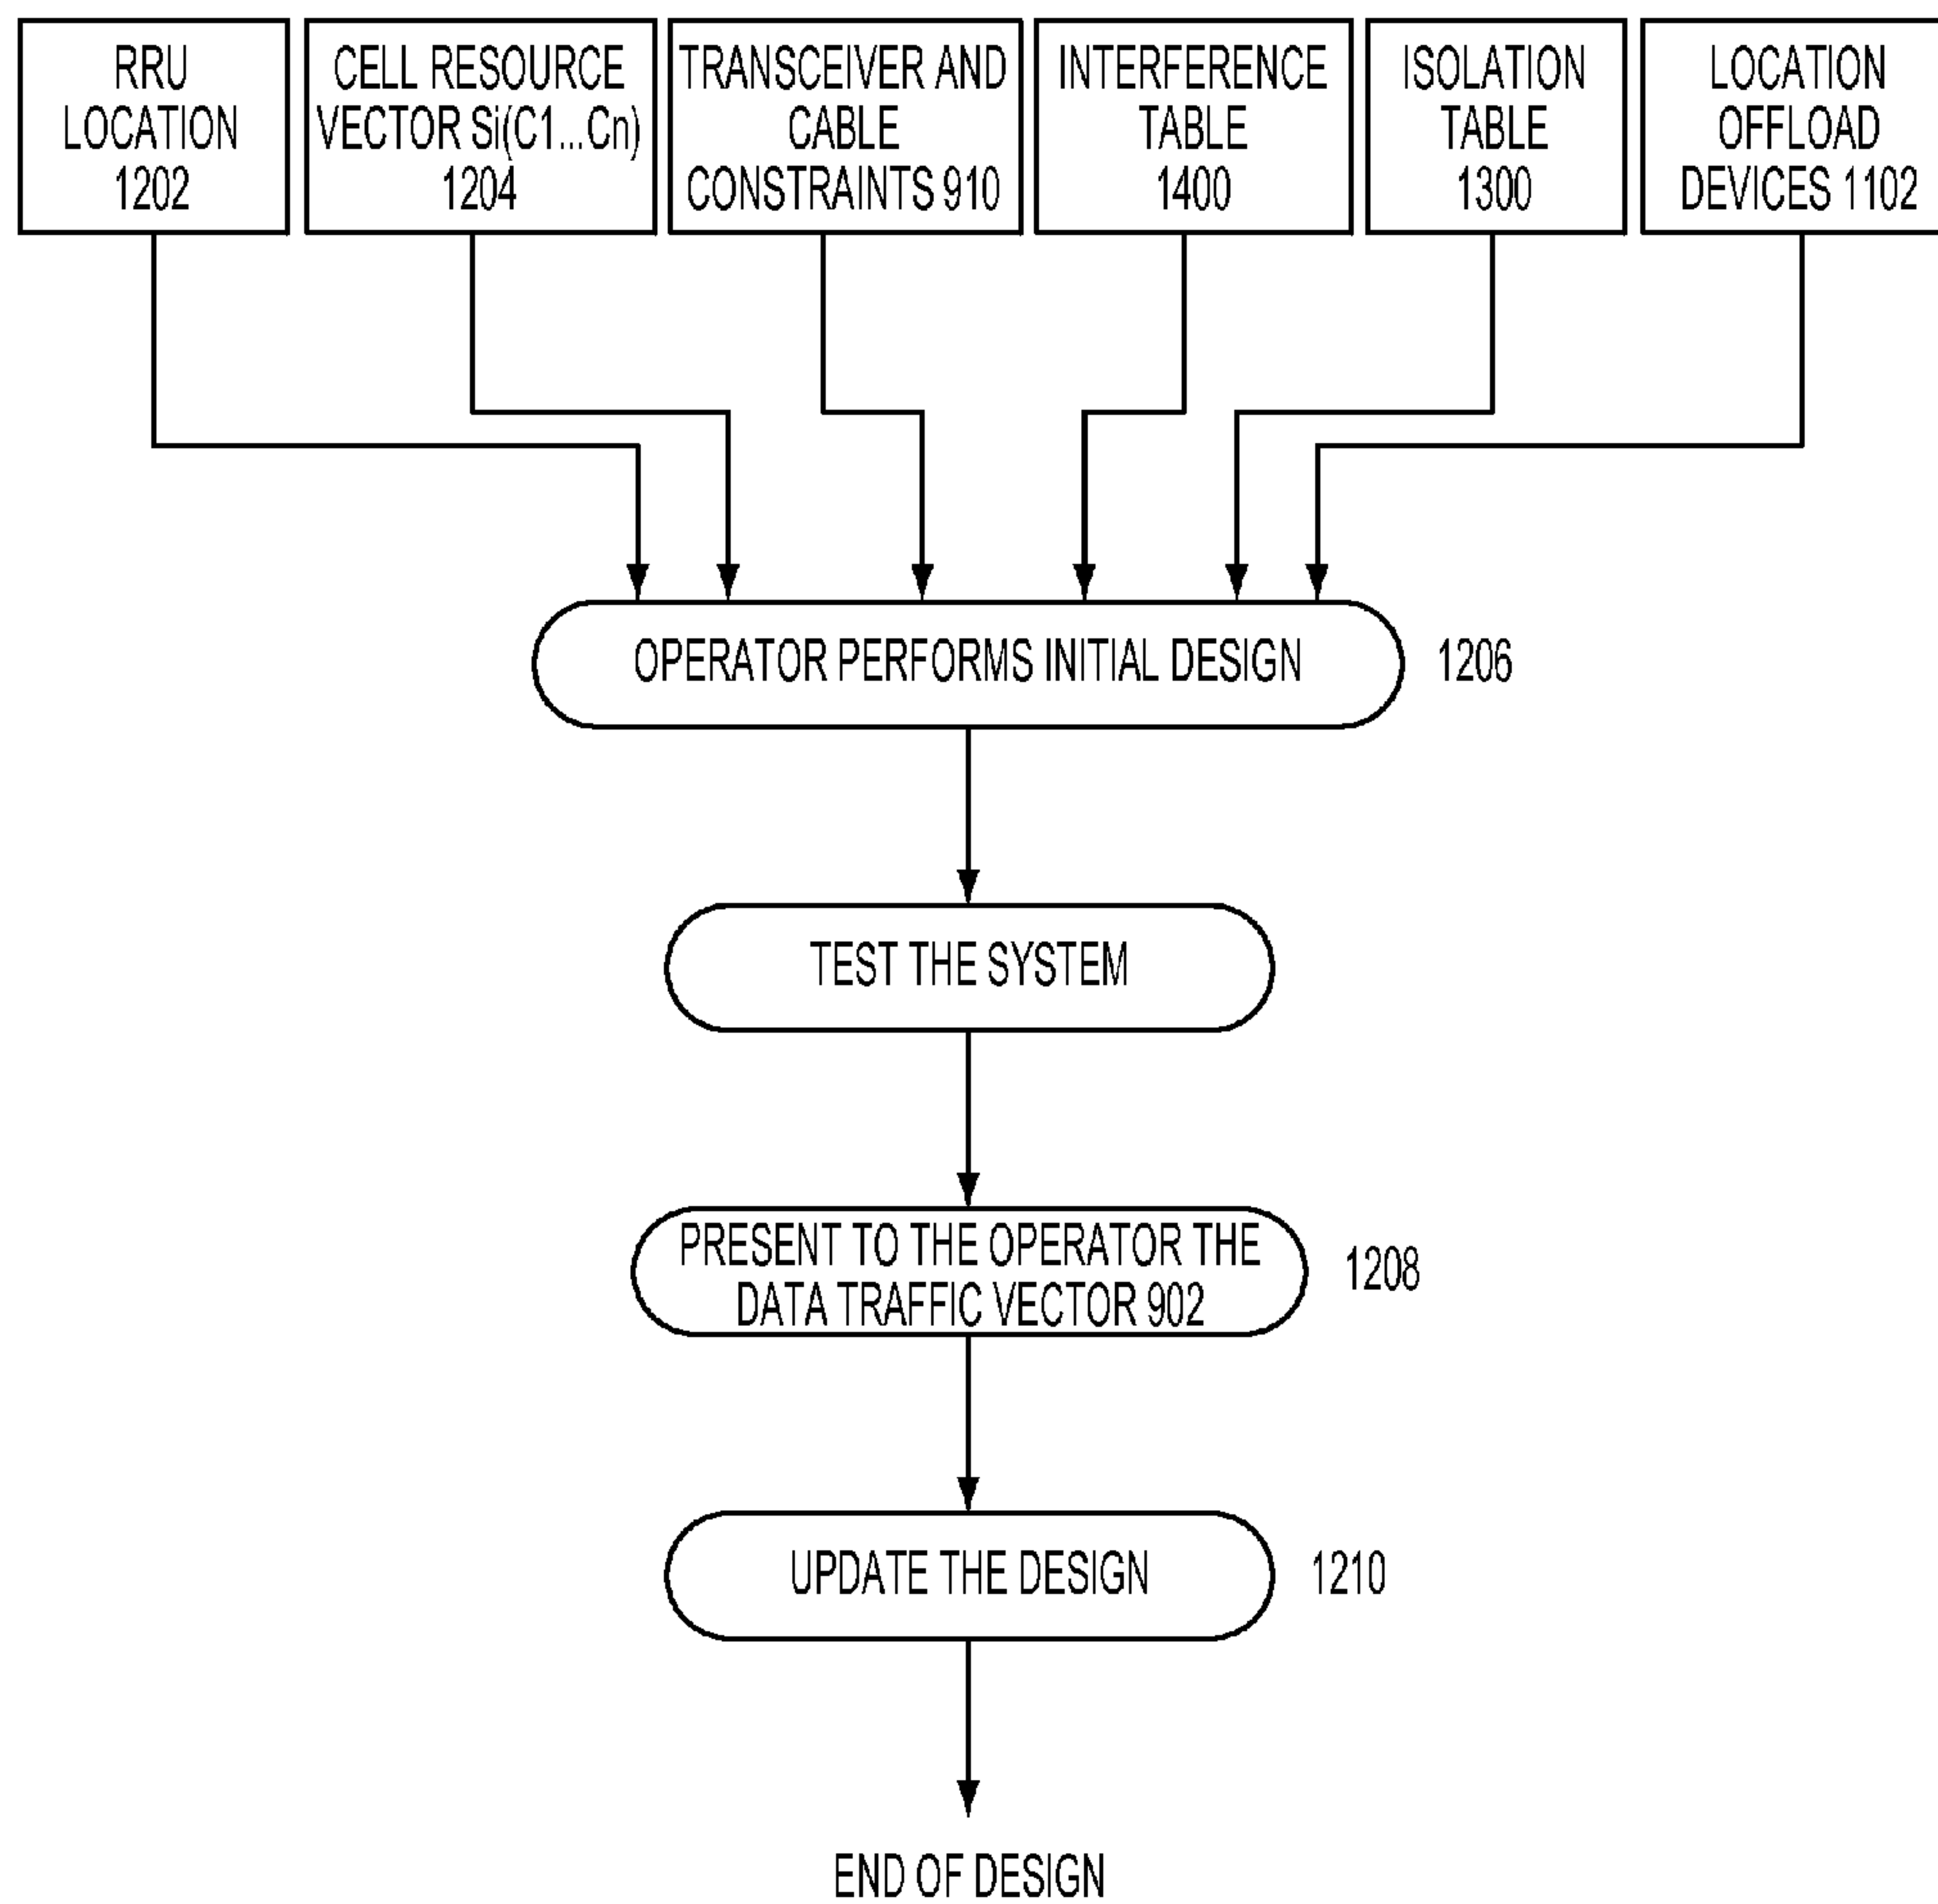 RRU
LOCATION
1202
CELL RESOURCE
VECTOR Si(C1...Cn)
1204
TRANSCEIVER AND
CABLE
CONSTRAINTS 910
INTERFERENCE
TABLE
1400
ISOLATION
TABLE
1300
LOCATION
OFFLOAD
DEVICES 1102
OPERATOR PERFORMS INITIAL DESIGN
1206
TEST THE SYSTEM
PRESENT TO THE OPERATOR THE
DATA TRAFFIC VECTOR 902
1208
UPDATE THE DESIGN
1210
END OF DESIGN